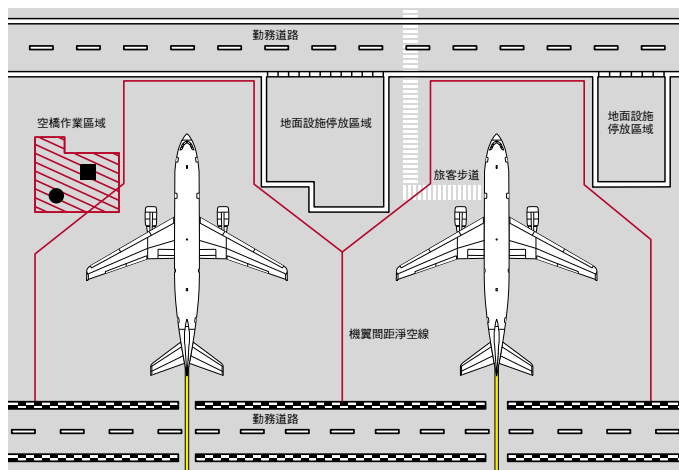 勤務道路
空橋作業區域
地面設施停放區域
地面設施
停放區域
旅客步道
機翼間距淨空線
勤務道路